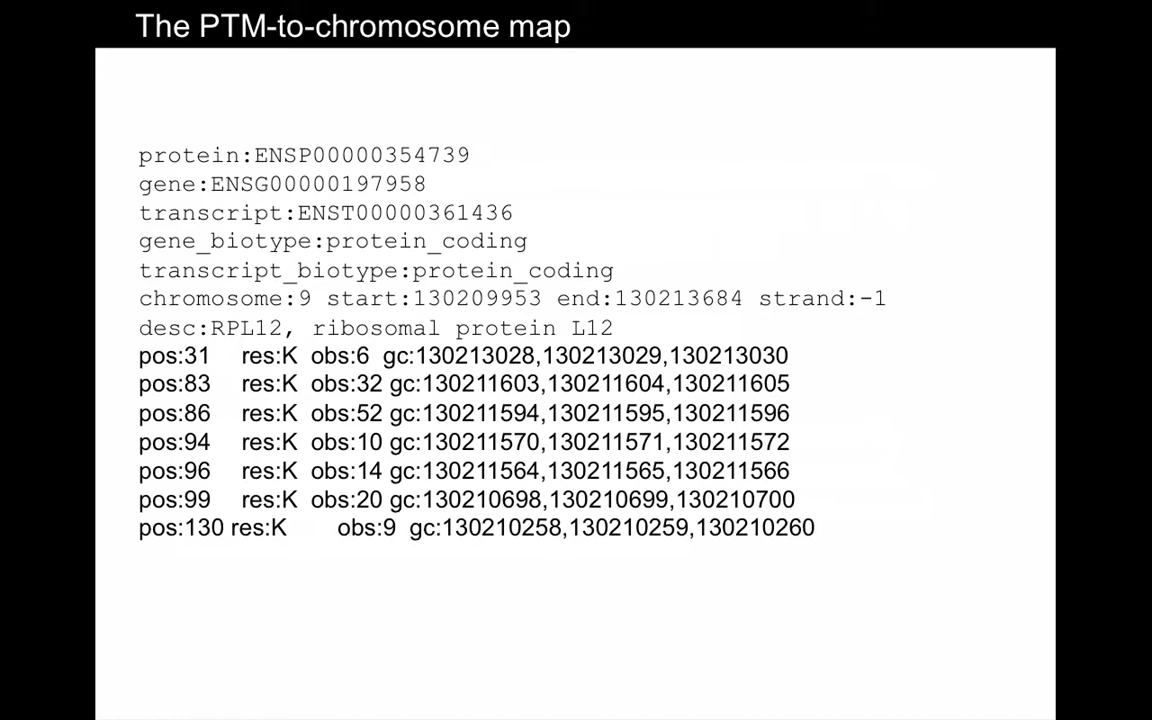 The PTM-to-chromosome map
protein:ENSP00000354739
gene:ENSG00000197958
transcript:ENST00000361436
gene_biotype:protein_coding
transcript_biotype:protein_coding
chromosome:9 start:130209953 end:130213684 strand:-1
desc:RPL12, ribosomal protein L12
pos:31 res:K obs:6 gc:130213028,130213029,130213030
pos:83 res:K obs:32 gc:130211603,130211604,130211605
pos:86 res:K obs:52 gc:130211594,130211595,130211596
pos:94 res:K obs:10 gc:130211570,130211571,130211572
pos:96 res:K obs:14 gc:130211564,130211565,130211566
pos:99 res:K obs:20 gc:130210698,130210699,130210700
pos:130 res:K obs:9 gc:130210258,130210259,130210260